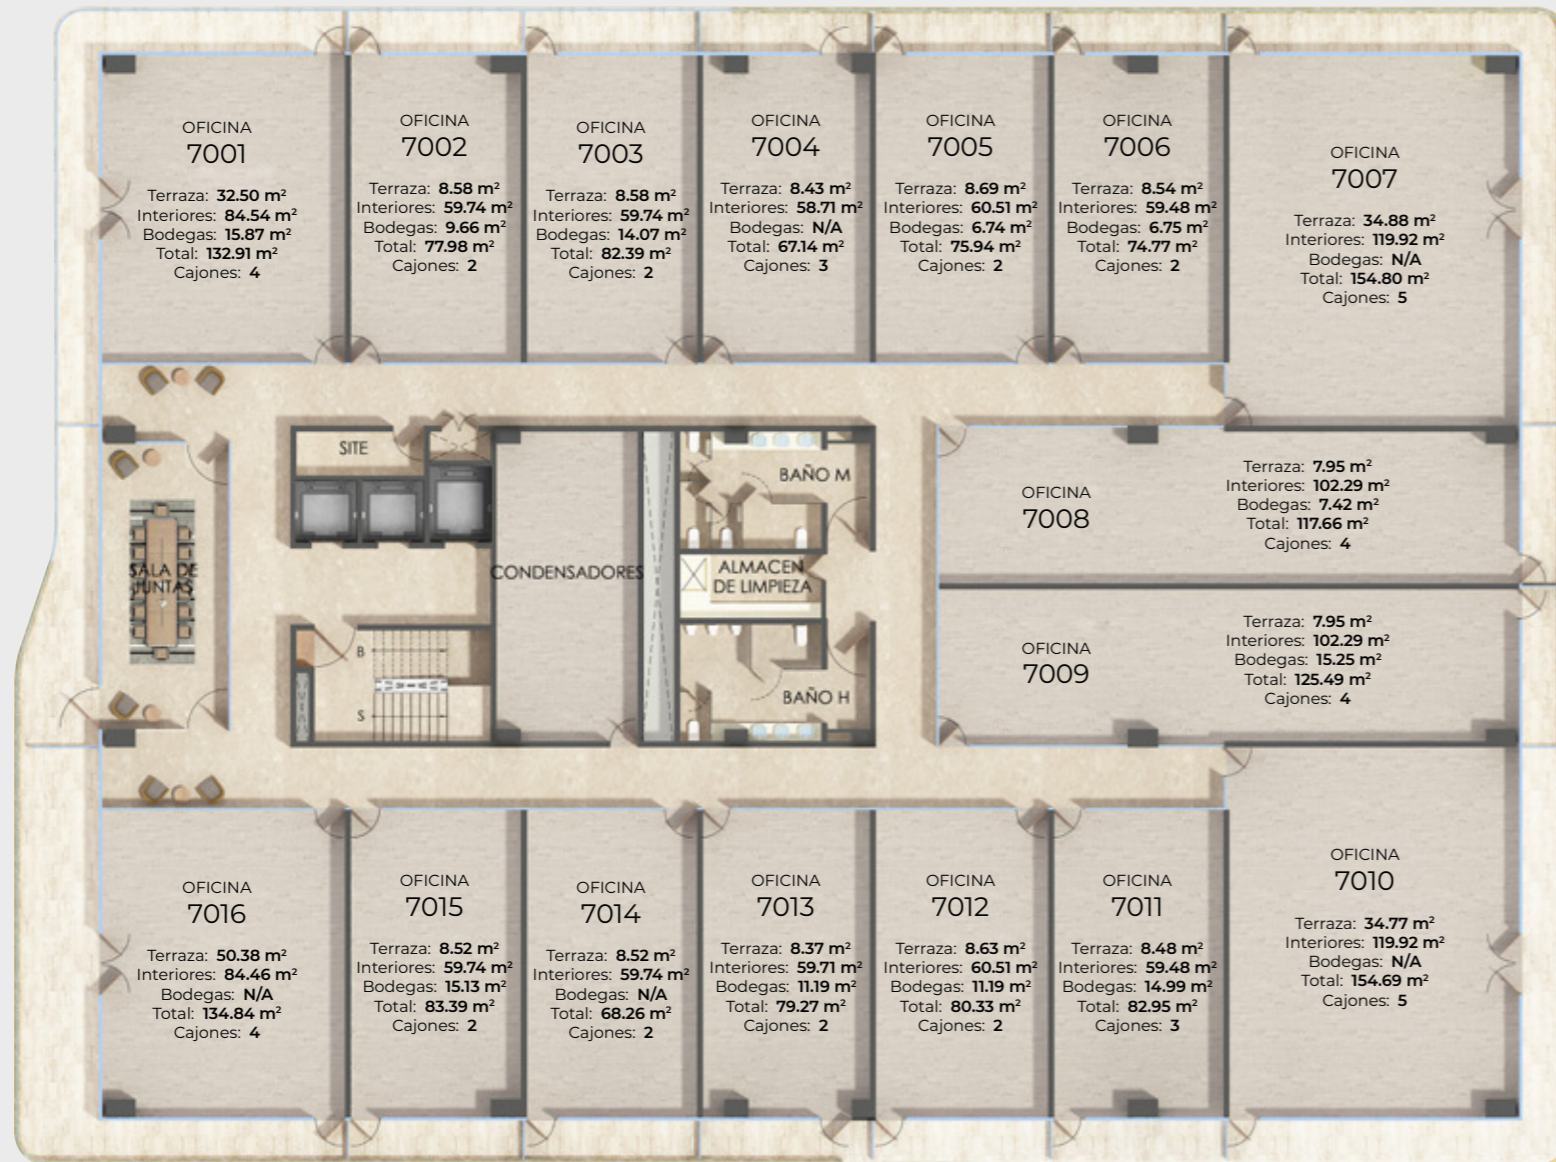 OFICINA
7001
Terraza: 32.50 m²
Interiores: 84.54 m²
Bodegas: 15.87 m²
Total: 132.91 m²
Cajones: 4
OFICINA
7002
Terraza: 8.58 m²
Interiores: 59.74 m²
Bodegas: 9.66 m²
Total: 77.98 m²
Cajones: 2
OFICINA
7003
Terraza: 8.58 m²
Interiores: 59.74 m²
Bodegas: 14.07 m²
Total: 82.39 m²
Cajones: 2
OFICINA
7004
Terraza: 8.43 m²
Interiores: 58.71 m²
Bodegas: N/A
Total: 67.14 m²
Cajones: 3
OFICINA
7005
Terraza: 8.69 m²
Interiores: 60.51 m²
Bodegas: 6.74 m²
Total: 75.94 m²
Cajones: 2
OFICINA
7006
Terraza: 8.54 m²
Interiores: 59.48 m²
Bodegas: 6.75 m²
Total: 74.77 m²
Cajones: 2
OFICINA
7007
Terraza: 34.88 m²
Interiores: 119.92 m²
Bodegas: N/A
Total: 154.80 m²
Cajones: 5
SITE
SALA DE
JUNTAS
B
S
CONDENSADORES
BAÑO M
ALMACEN
DE LIMPIEZA
BAÑO H
OFICINA
7008
Terraza: 7.95 m²
Interiores: 102.29 m²
Bodegas: 7.42 m²
Total: 117.66 m²
Cajones: 4
OFICINA
7009
Terraza: 7.95 m²
Interiores: 102.29 m²
Bodegas: 15.25 m²
Total: 125.49 m²
Cajones: 4
OFICINA
7016
Terraza: 50.38 m²
Interiores: 84.46 m²
Bodegas: N/A
Total: 134.84 m²
Cajones: 4
OFICINA
7015
Terraza: 8.52 m²
Interiores: 59.74 m²
Bodegas: 15.13 m²
Total: 83.39 m²
Cajones: 2
OFICINA
7014
Terraza: 8.52 m²
Interiores: 59.74 m²
Bodegas: N/A
Total: 68.26 m²
Cajones: 2
OFICINA
7013
Terraza: 8.37 m²
Interiores: 59.71 m²
Bodegas: 11.19 m²
Total: 79.27 m²
Cajones: 2
OFICINA
7012
Terraza: 8.63 m²
Interiores: 60.51 m²
Bodegas: 11.19 m²
Total: 80.33 m²
Cajones: 2
OFICINA
7011
Terraza: 8.48 m²
Interiores: 59.48 m²
Bodegas: 14.99 m²
Total: 82.95 m²
Cajones: 3
OFICINA
7010
Terraza: 34.77 m²
Interiores: 119.92 m²
Bodegas: N/A
Total: 154.69 m²
Cajones: 5